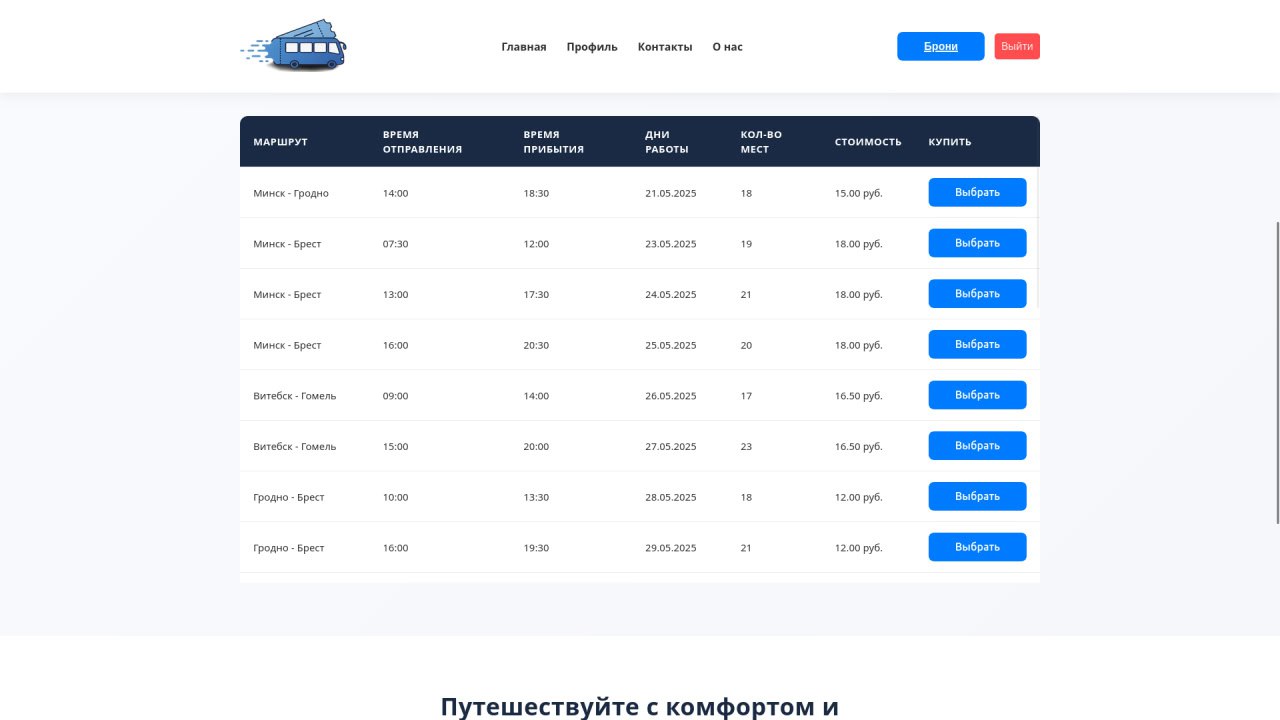 Главная Профиль Контакты О нас Брони Выйти
МАРШРУТ ВРЕМЯ ОТПРАВЛЕНИЯ ВРЕМЯ ПРИБЫТИЯ ДНИ РАБОТЫ КОЛ-ВО МЕСТ СТОИМОСТЬ КУПИТЬ
Минск - Гродно 14:00 18:30 21.05.2025 18 15.00 руб. Выбрать
Минск - Брест 07:30 12:00 23.05.2025 19 18.00 руб. Выбрать
Минск - Брест 13:00 17:30 24.05.2025 21 18.00 руб. Выбрать
Минск - Брест 16:00 20:30 25.05.2025 20 18.00 руб. Выбрать
Витебск - Гомель 09:00 14:00 26.05.2025 17 16.50 руб. Выбрать
Витебск - Гомель 15:00 20:00 27.05.2025 23 16.50 руб. Выбрать
Гродно - Брест 10:00 13:30 28.05.2025 18 12.00 руб. Выбрать
Гродно - Брест 16:00 19:30 29.05.2025 21 12.00 руб. Выбрать
Путешествуйте с комфортом и